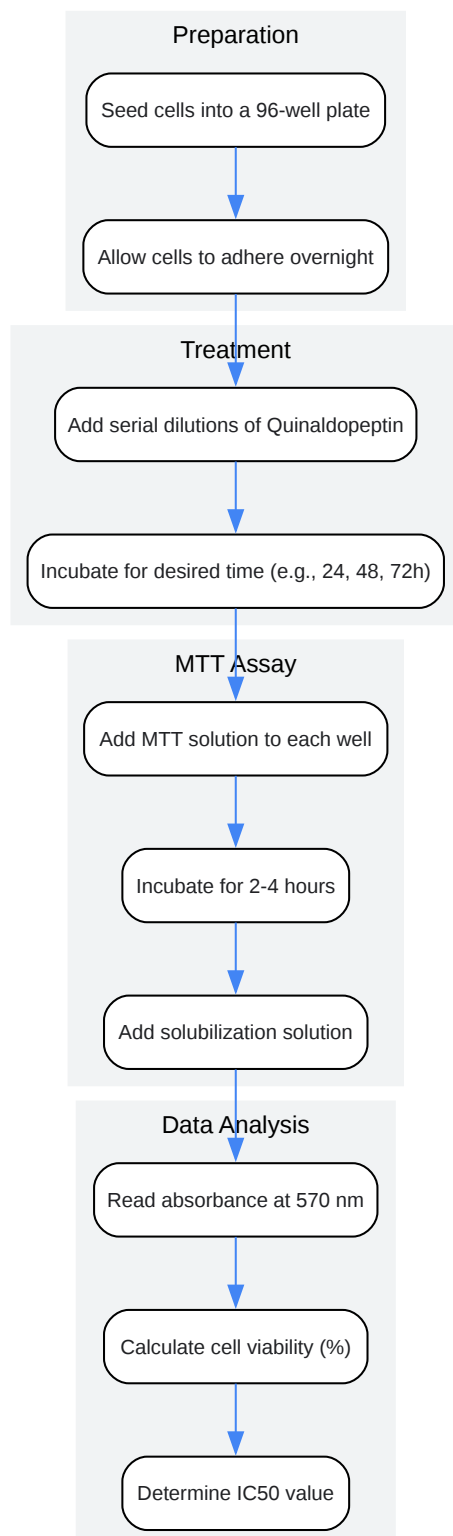 Preparation
Seed cells into a 96-well plate
Allow cells to adhere overnight
Treatment
Add serial dilutions of Quinaldopeptin
Incubate for desired time (e.g., 24, 48, 72h)
MTT Assay
Add MTT solution to each well
Incubate for 2-4 hours
Add solubilization solution
Data Analysis
Read absorbance at 570 nm
Calculate cell viability (%)
Determine IC50 value